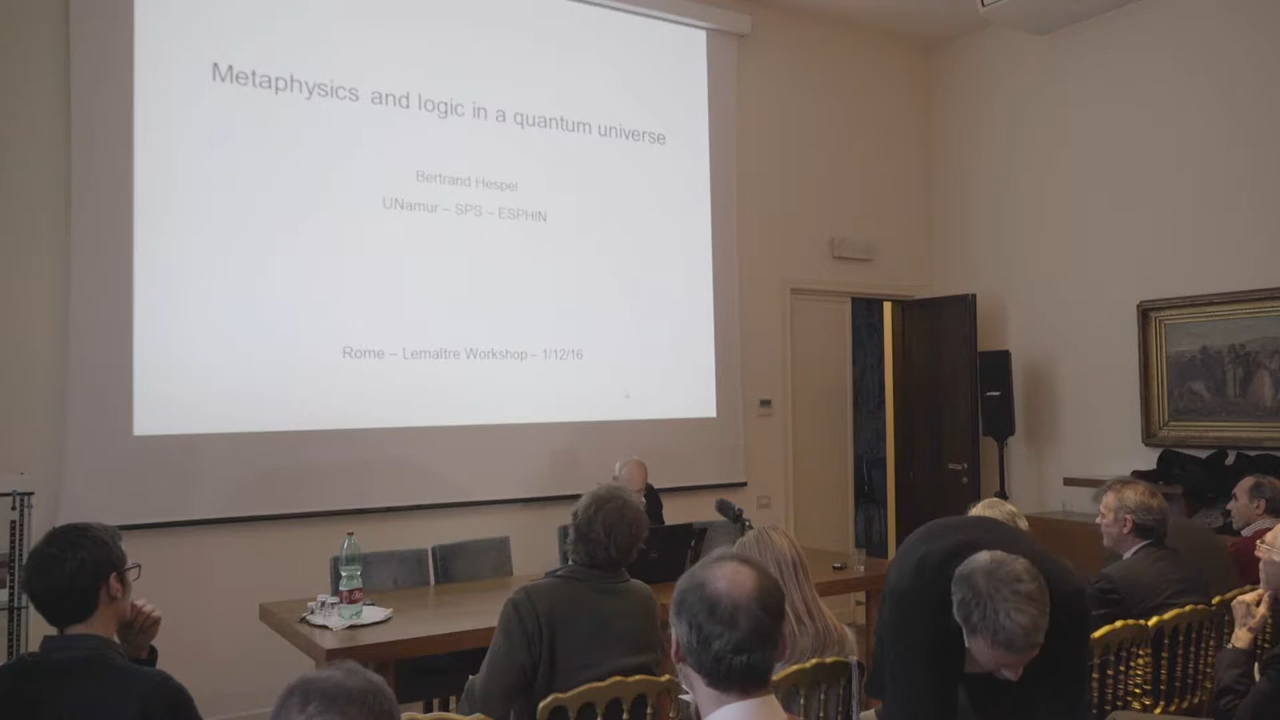 Metaphysics and logic in a quantum universe
Bertrand Hespel
UNamur – SPS – ESPHIN
Rome – Lemaître Workshop – 1/12/16